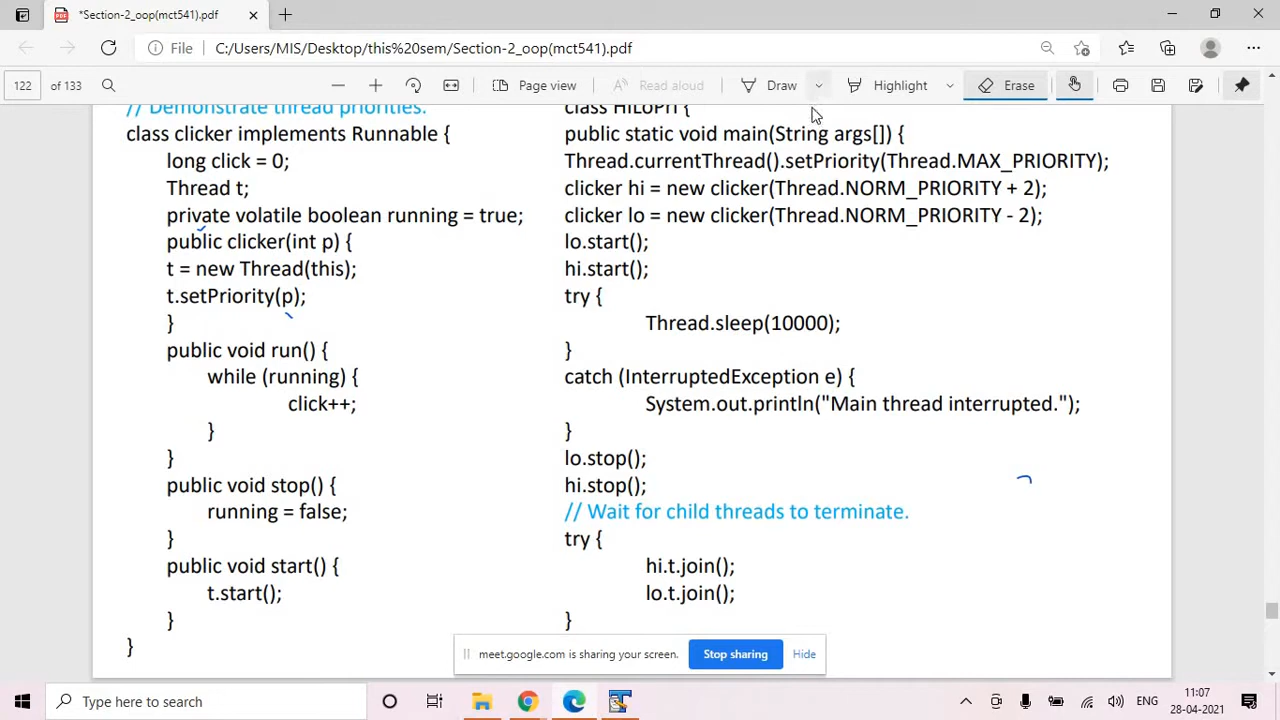 *Section-2_oop(mct541).pdf
File C:/Users/MIS/Desktop/this%20sem/Section-2_oop(mct541).pdf
122 of 133 Page view Read aloud Draw Highlight Erase
// Demonstrate thread priorities.
class clicker implements Runnable {
long click = 0;
Thread t;
private volatile boolean running = true;
public clicker(int p) {
t = new Thread(this);
t.setPriority(p);
}
public void run() {
while (running) {
click++;
}
}
public void stop() {
running = false;
}
public void start() {
t.start();
}
}
class HiLoPri {
public static void main(String args[]) {
Thread.currentThread().setPriority(Thread.MAX_PRIORITY);
clicker hi = new clicker(Thread.NORM_PRIORITY + 2);
clicker lo = new clicker(Thread.NORM_PRIORITY - 2);
lo.start();
hi.start();
try {
Thread.sleep(10000);
}
catch (InterruptedException e) {
System.out.println("Main thread interrupted.");
}
lo.stop();
hi.stop();
// Wait for child threads to terminate.
try {
hi.t.join();
lo.t.join();
}
meet.google.com is sharing your screen. Stop sharing Hide
Type here to search
ENG
11:07
28-04-2021